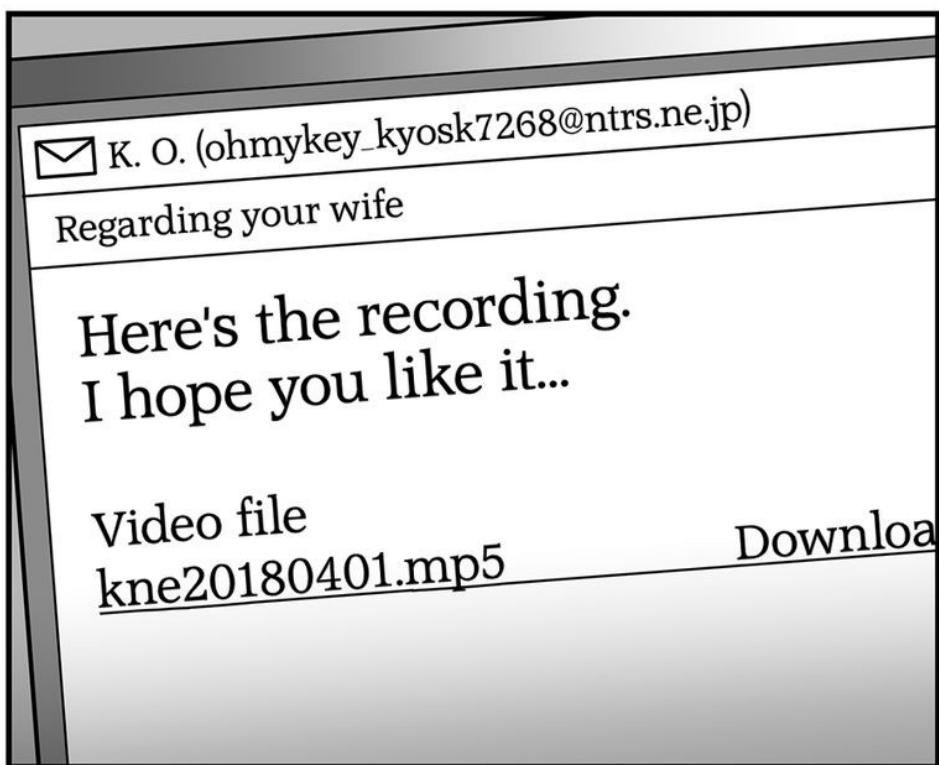 K. O. (ohmykey_kyosk7268@ntrs.ne.jp)
Regarding your wife
Here's the recording.
I hope you like it...
Video file
kne20180401.mp5 Downloa